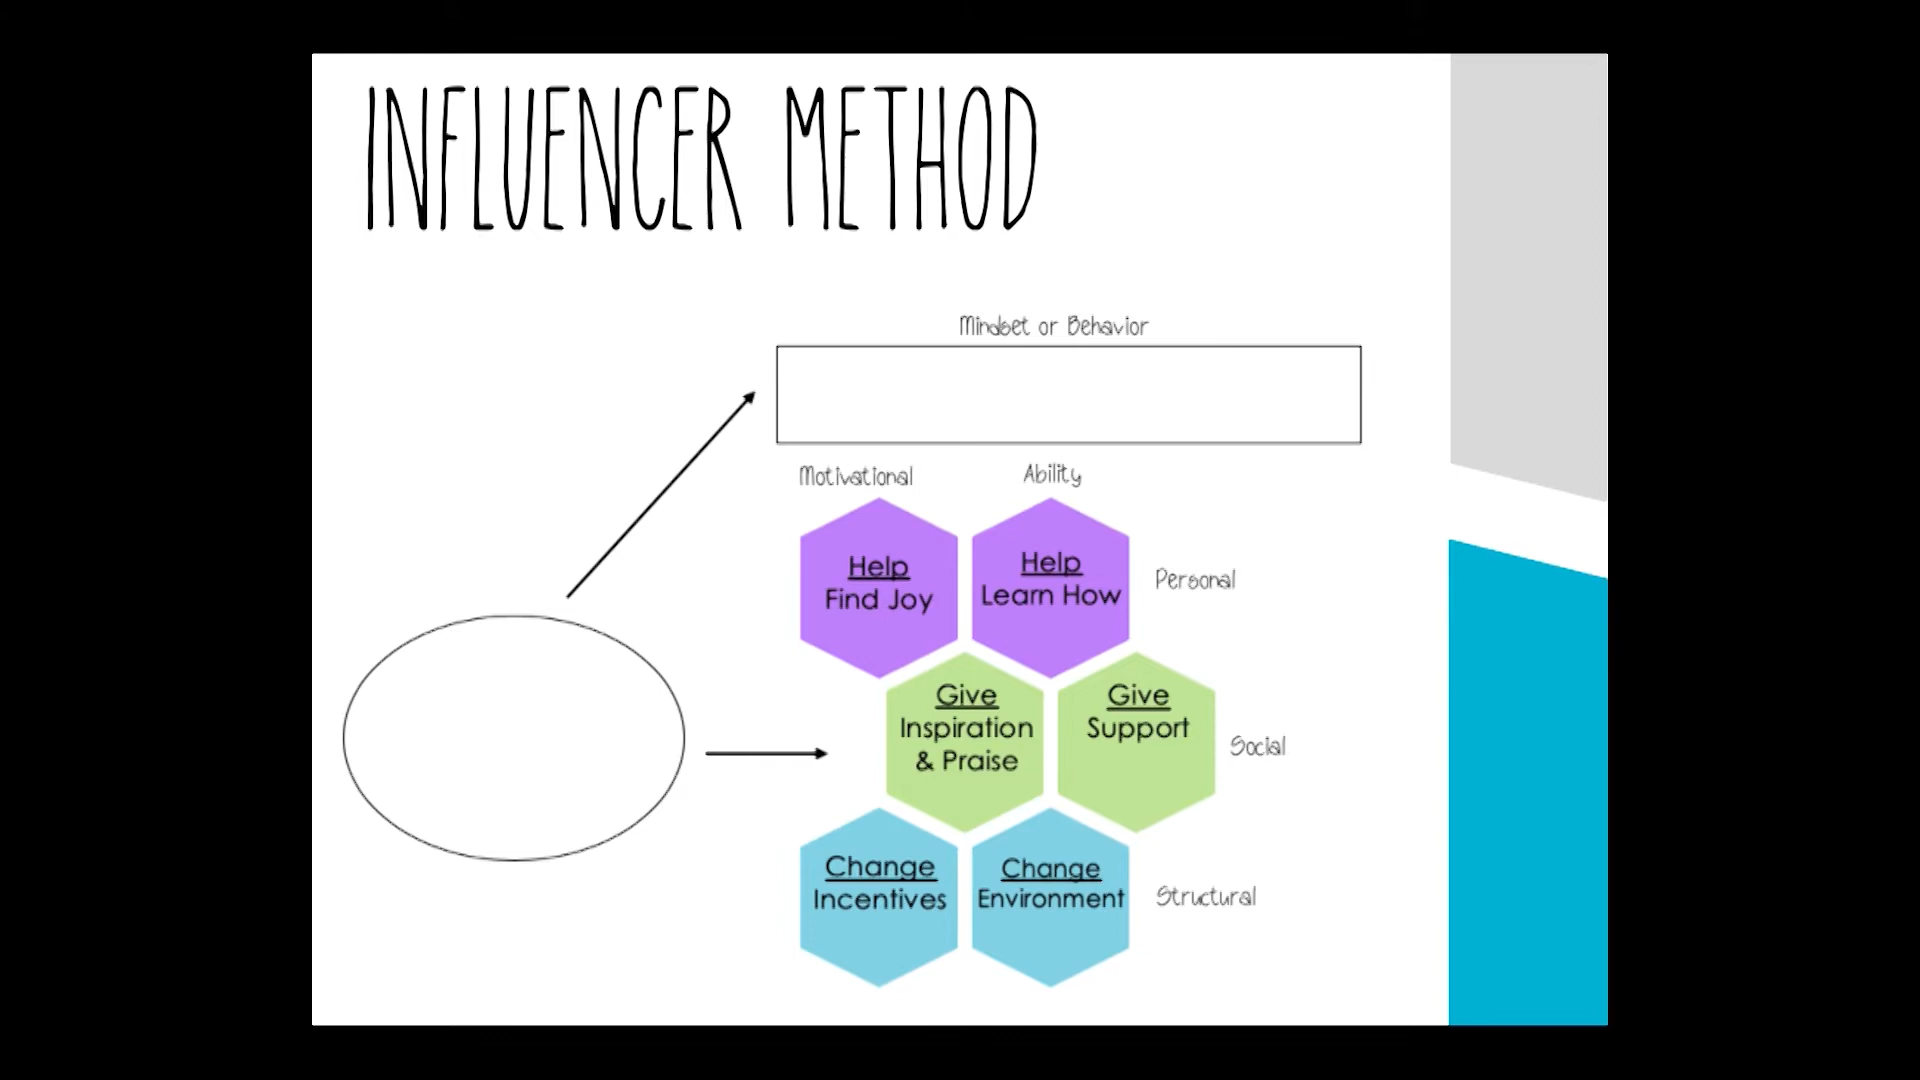 INFLUENCER METHOD
Mindset or Behavior
Motivational
Ability
Help
Find Joy
Help
Learn How
Personal
Give
Inspiration
& Praise
Give
Support
Social
Change
Incentives
Change
Environment
Structural